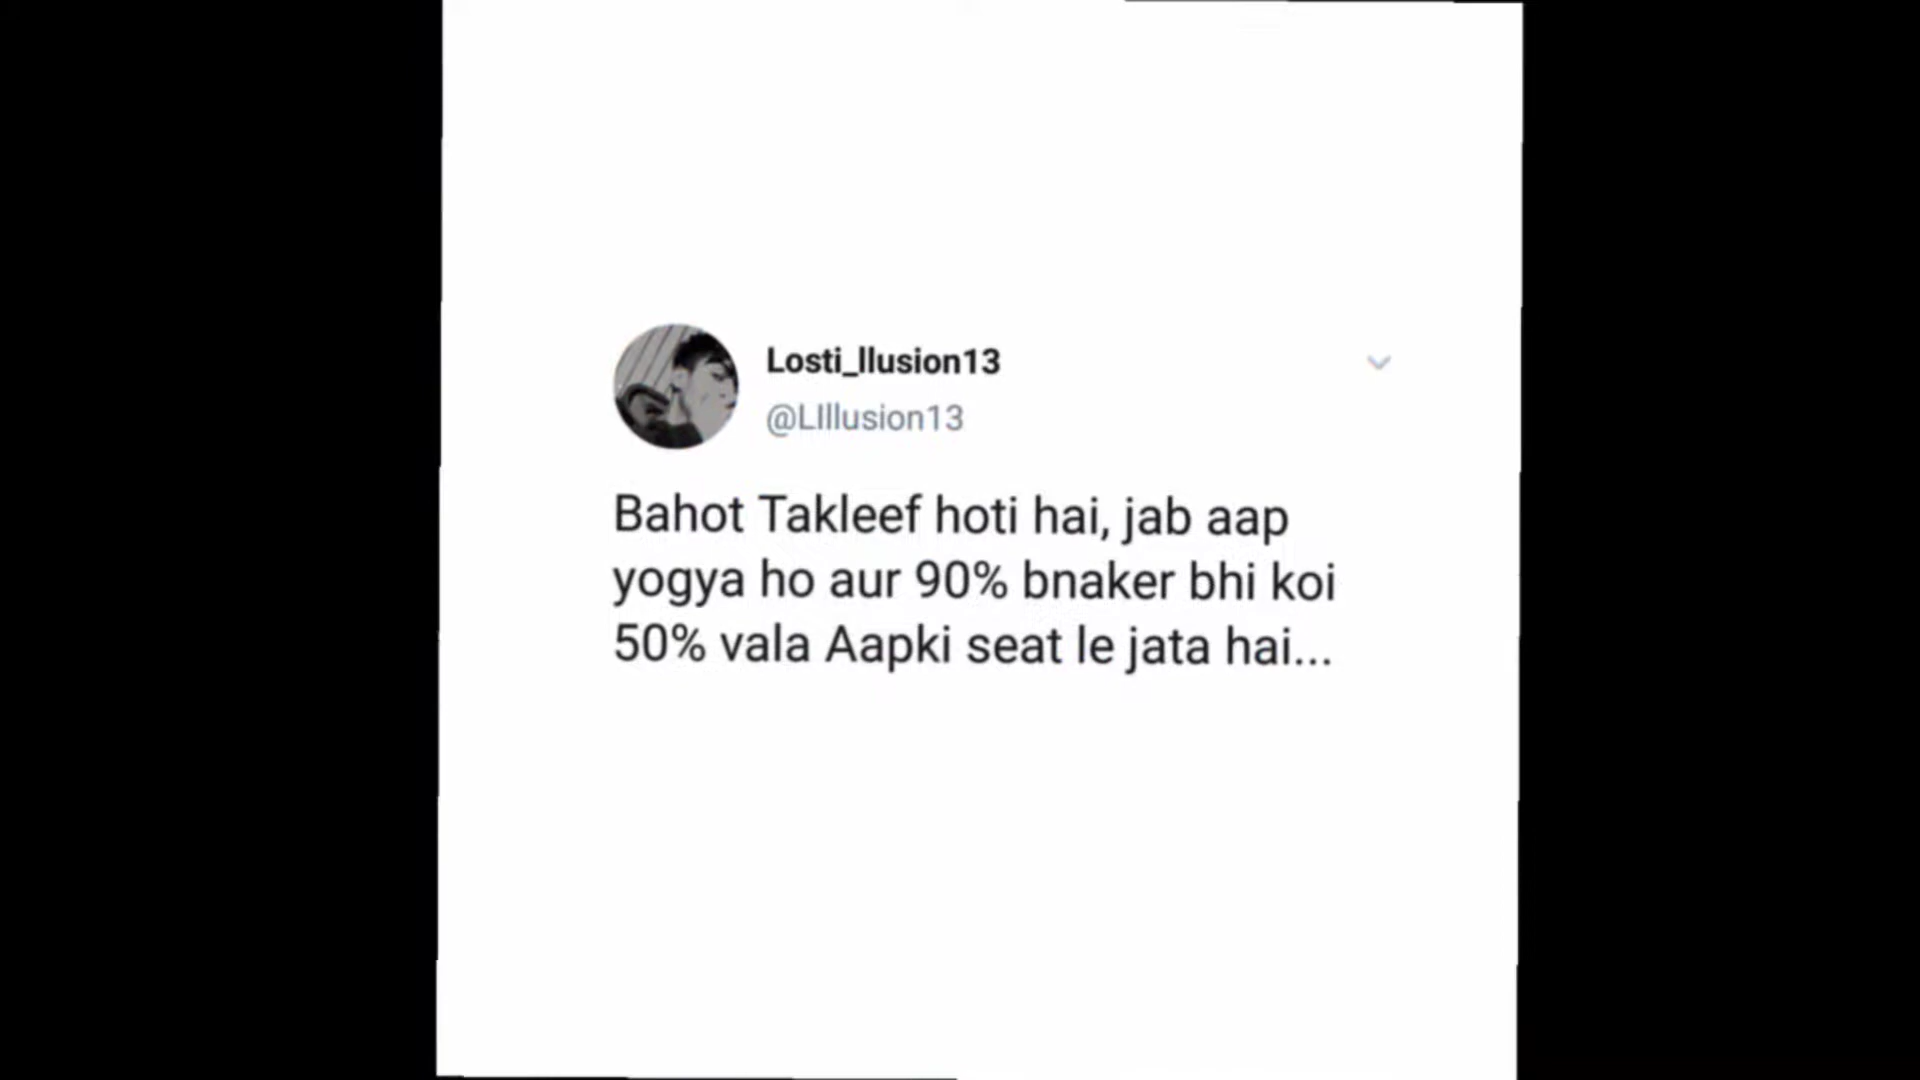 Losti_llusion13
@LIllusion13
Bahot Takleef hoti hai, jab aap
yogya ho aur 90% bnaker bhi koi
50% vala Aapki seat le jata hai...